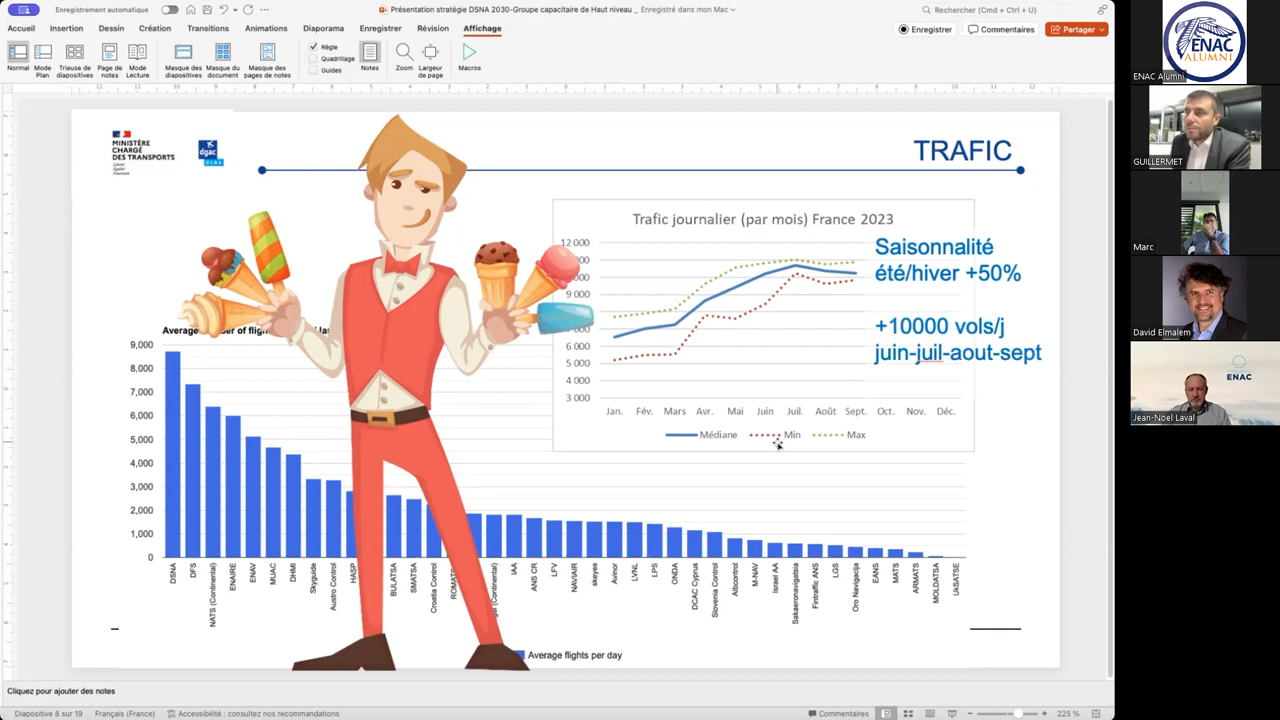 Enregistrement automatique
Présentation stratégie DSNA 2030-Groupe capacitaire de Haut niveau _ Enregistré dans mon Mac
Rechercher (Cmd + Ctrl + U)
Accueil
Insertion
Dessin
Création
Transitions
Animations
Diaporama
Enregistrer
Révision
Affichage
Enregistrer
Commentaires
Partager
Normal
Mode Plan
Trieuse de diapositives
Page de notes
Mode Lecture
Masque des diapositives
Masque du document
Masque des pages de notes
Règle
Quadrillage
Guides
Notes
Zoom
Largeur de page
Macros
MINISTÈRE
CHARGÉ
DES TRANSPORTS
Liberté
Égalité
Fraternité
dgac
DSNA
TRAFIC
Trafic journalier (par mois) France 2023
12 000
9 000
6 000
5 000
4 000
3 000
Jan. Fév. Mars Avr. Mai Juin Juil. Août Sept. Oct. Nov. Déc.
Médiane Min Max
Saisonnalité
été/hiver +50%
+10000 vols/j
juin-juil-aout-sept
9,000
8,000
7,000
6,000
5,000
4,000
3,000
2,000
1,000
0
DSNA
DFS
NATS (Continental)
ENAIRE
ENAV
MUAC
DHMI
Skyguide
Austro Control
HASP
BULATSA
SMATSA
Croatia Control
IAA
ANS CR
LFV
NAVIAIR
skeyes
Avinor
LVNL
LPS
ONDA
DCAC Cyprus
Slovenia Control
Albcontrol
M-NAV
Israel AA
Sakaeronavigatsia
Fintraffic ANS
LGS
Oro Navigacija
EANS
MATS
ARMATS
MOLDATSA
UkSATSE
Average flights per day
Cliquez pour ajouter des notes
Diapositive 8 sur 19
Français (France)
Accessibilité : consultez nos recommandations
Commentaires
225 %
ENAC
ALUMNI
ENAC Alumni
GUILLERMET
Marc
David Elmalem
ENAC
Jean-Noel Laval